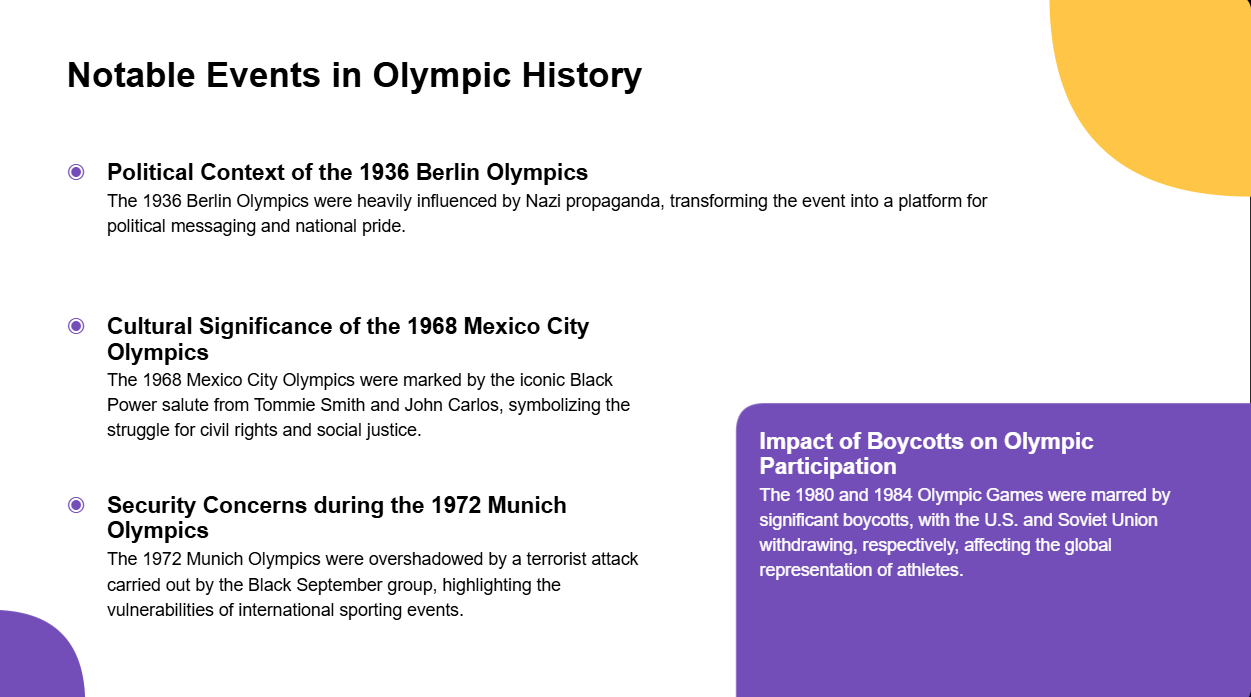 Notable Events in Olympic History
Political Context of the 1936 Berlin Olympics
The 1936 Berlin Olympics were heavily influenced by Nazi propaganda, transforming the event into a platform for
political messaging and national pride.
Cultural Significance of the 1968 Mexico City
Olympics
The 1968 Mexico City Olympics were marked by the iconic Black
Power salute from Tommie Smith and John Carlos, symbolizing the
struggle for civil rights and social justice.
Security Concerns during the 1972 Munich
Olympics
The 1972 Munich Olympics were overshadowed by a terrorist attack
carried out by the Black September group, highlighting the
vulnerabilities of international sporting events.
Impact of Boycotts on Olympic
Participation
The 1980 and 1984 Olympic Games were marred by
significant boycotts, with the U.S. and Soviet Union
withdrawing, respectively, affecting the global
representation of athletes.